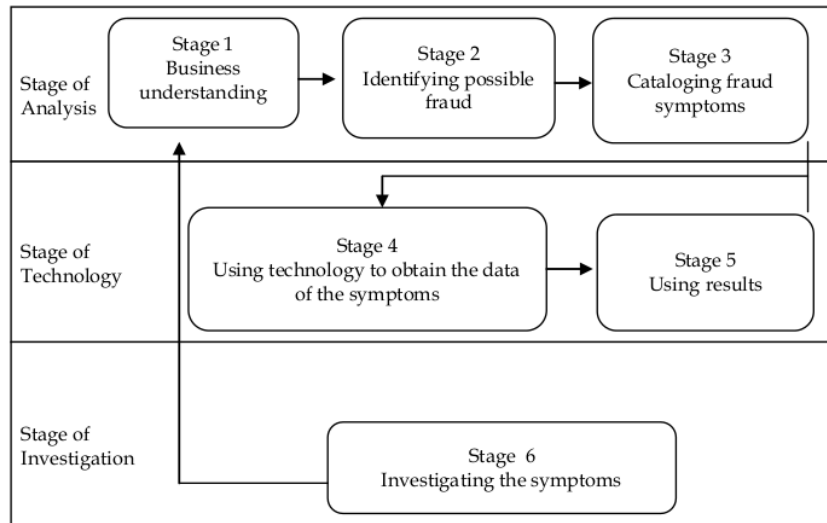 Stage of
Analysis
Stage 1
Business
understanding
Stage 2
Identifying possible
fraud
Stage 3
Cataloging fraud
symptoms
Stage of
Technology
Stage 4
Using technology to obtain the data
of the symptoms
Stage 5
Using results
Stage of
Investigation
Stage 6
Investigating the symptoms